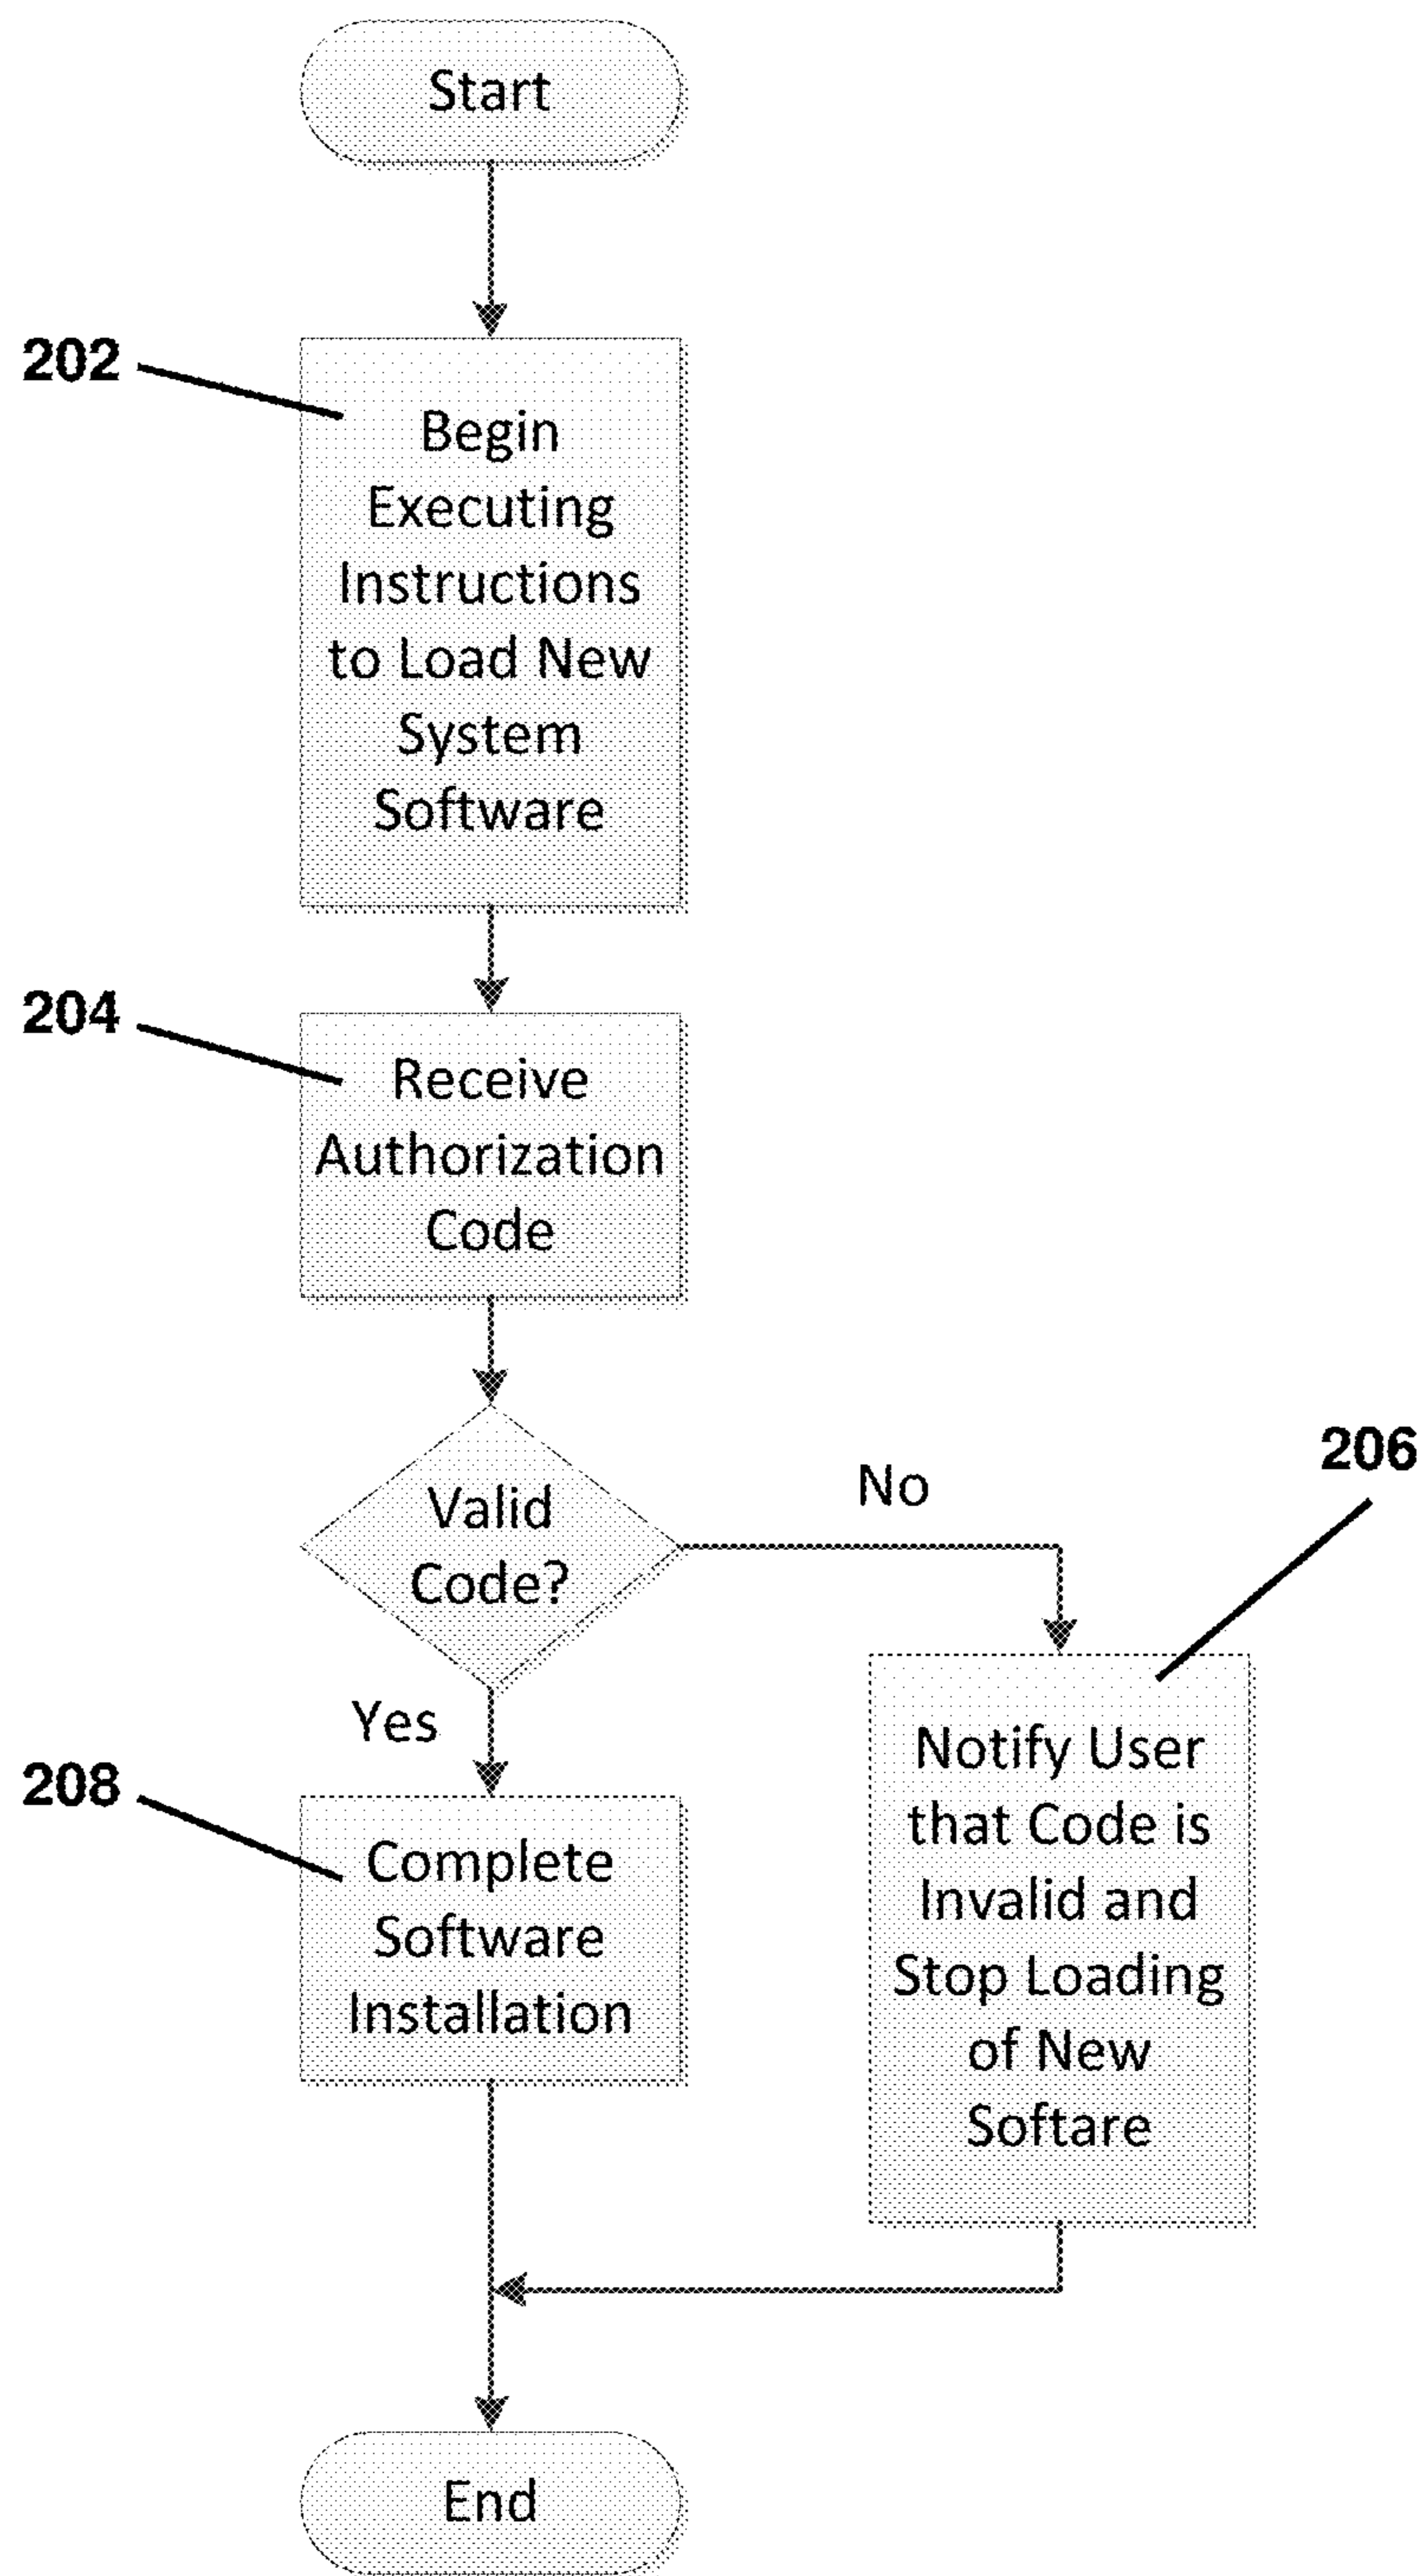 Start
202
Begin
Executing
Instructions
to Load New
System
Software
204
Receive
Authorization
Code
Valid
Code?
No
206
Yes
208
Complete
Software
Installation
Notify User
that Code is
Invalid and
Stop Loading
of New
Softare
End